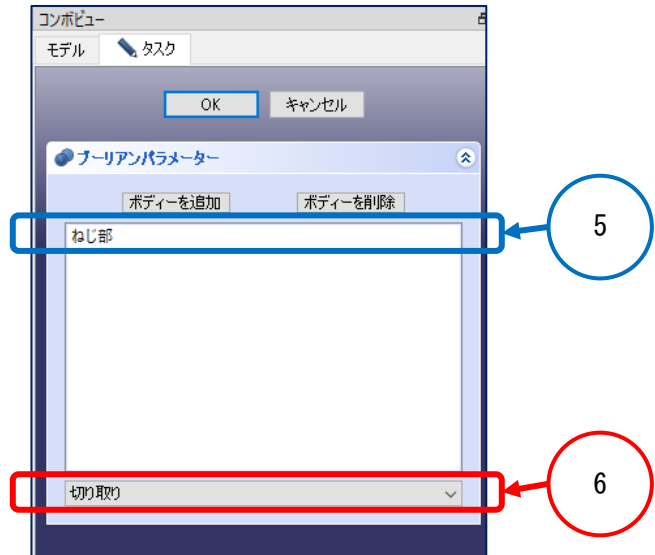 コンボビュー
モデル タスク
OK キャンセル
ブーリアンパラメーター
ボディーを追加 ボディーを削除
ねじ部
5
切り取り
6